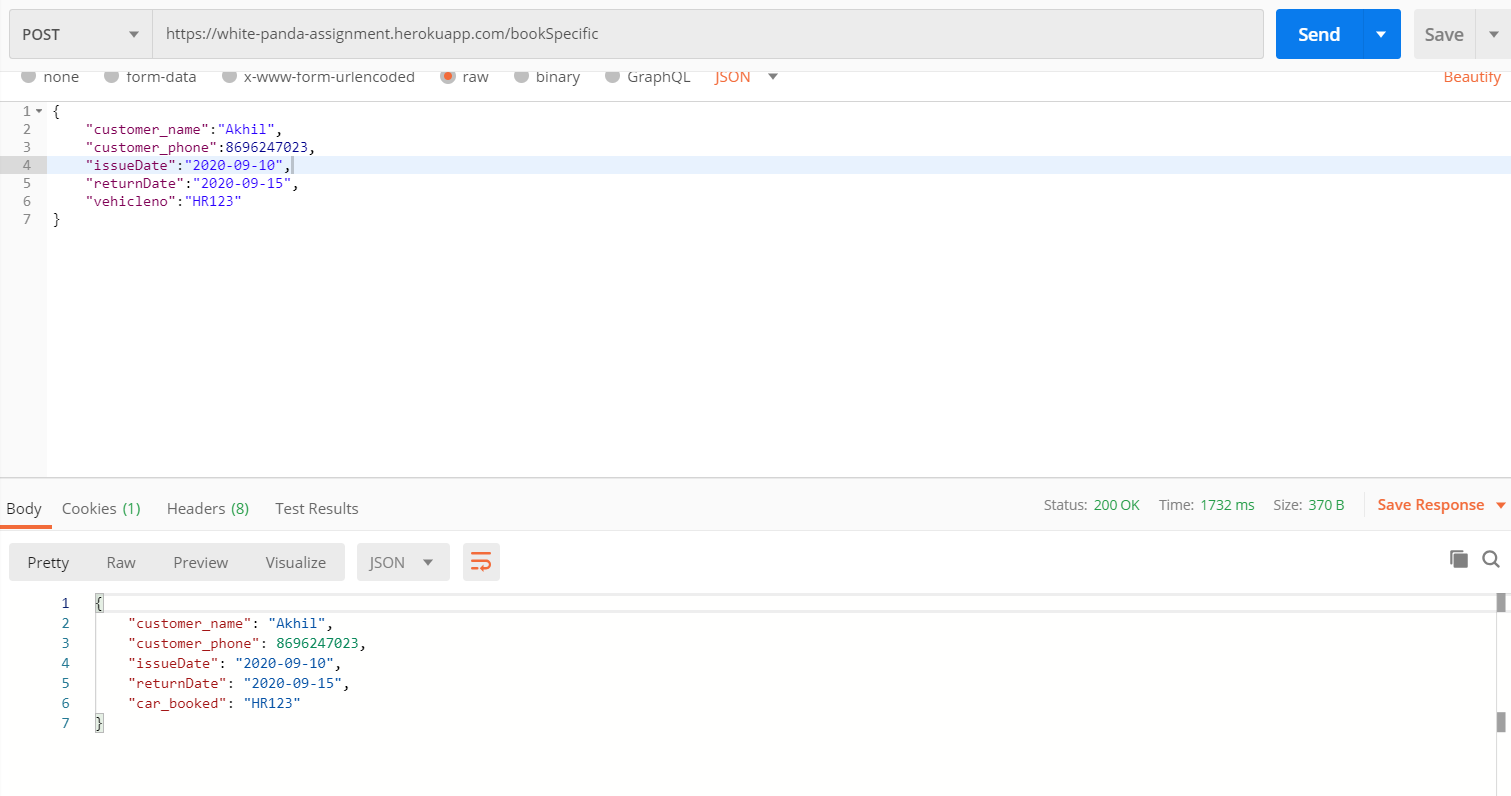 POST https://white-panda-assignment.herokuapp.com/bookSpecific Send Save
none form-data x-www-form-urlencoded raw binary GraphQL JSON Beautify
1 {
2 "customer_name":"Akhil",
3 "customer_phone":8696247023,
4 "issueDate":"2020-09-10",
5 "returnDate":"2020-09-15",
6 "vehicleno":"HR123"
7 }
Body Cookies (1) Headers (8) Test Results Status: 200 OK Time: 1732 ms Size: 370 B Save Response
Pretty Raw Preview Visualize JSON
1 {
2 "customer_name": "Akhil",
3 "customer_phone": 8696247023,
4 "issueDate": "2020-09-10",
5 "returnDate": "2020-09-15",
6 "car_booked": "HR123"
7 }